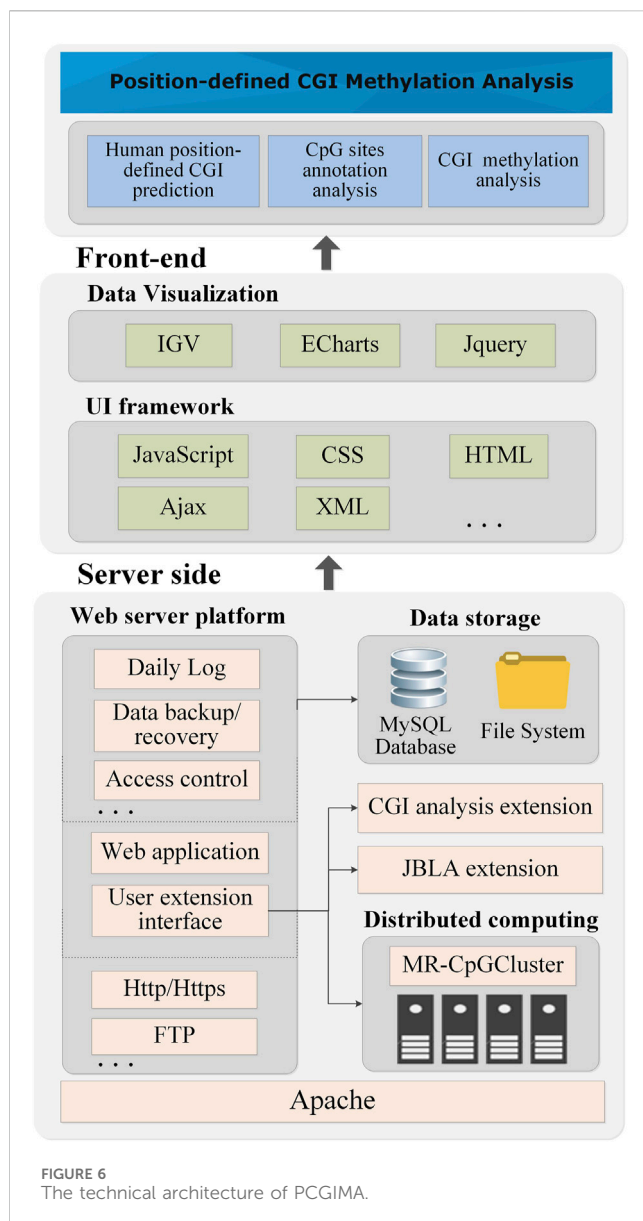 Position-defined CGI Methylation Analysis
Human position-
defined CGI
prediction
CpG sites
annotation
analysis
CGI methylation
analysis
Front-end
Data Visualization
IGV
ECharts
Jquery
UI framework
JavaScript
CSS
HTML
Ajax
XML
. . .
Server side
Web server platform
Daily Log
Data backup/
recovery
Access control
. . .
Web application
User extension
interface
Http/Https
FTP
. . .
Data storage
MySQL
Database
File System
CGI analysis extension
JBLA extension
Distributed computing
MR-CpGCluster
Apache
FIGURE 6
The technical architecture of PCGIMA.